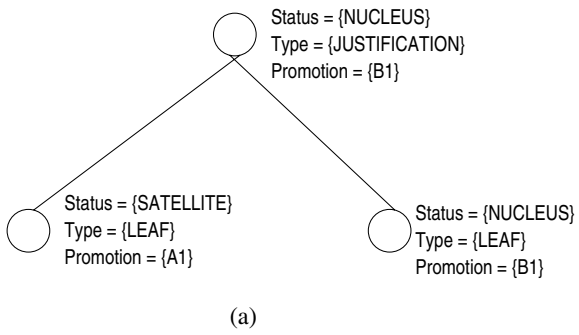 Status = {NUCLEUS}
Type = {JUSTIFICATION}
Promotion = {B1}
Status = {SATELLITE}
Type = {LEAF}
Promotion = {A1}
Status = {NUCLEUS}
Type = {LEAF}
Promotion = {B1}
(a)